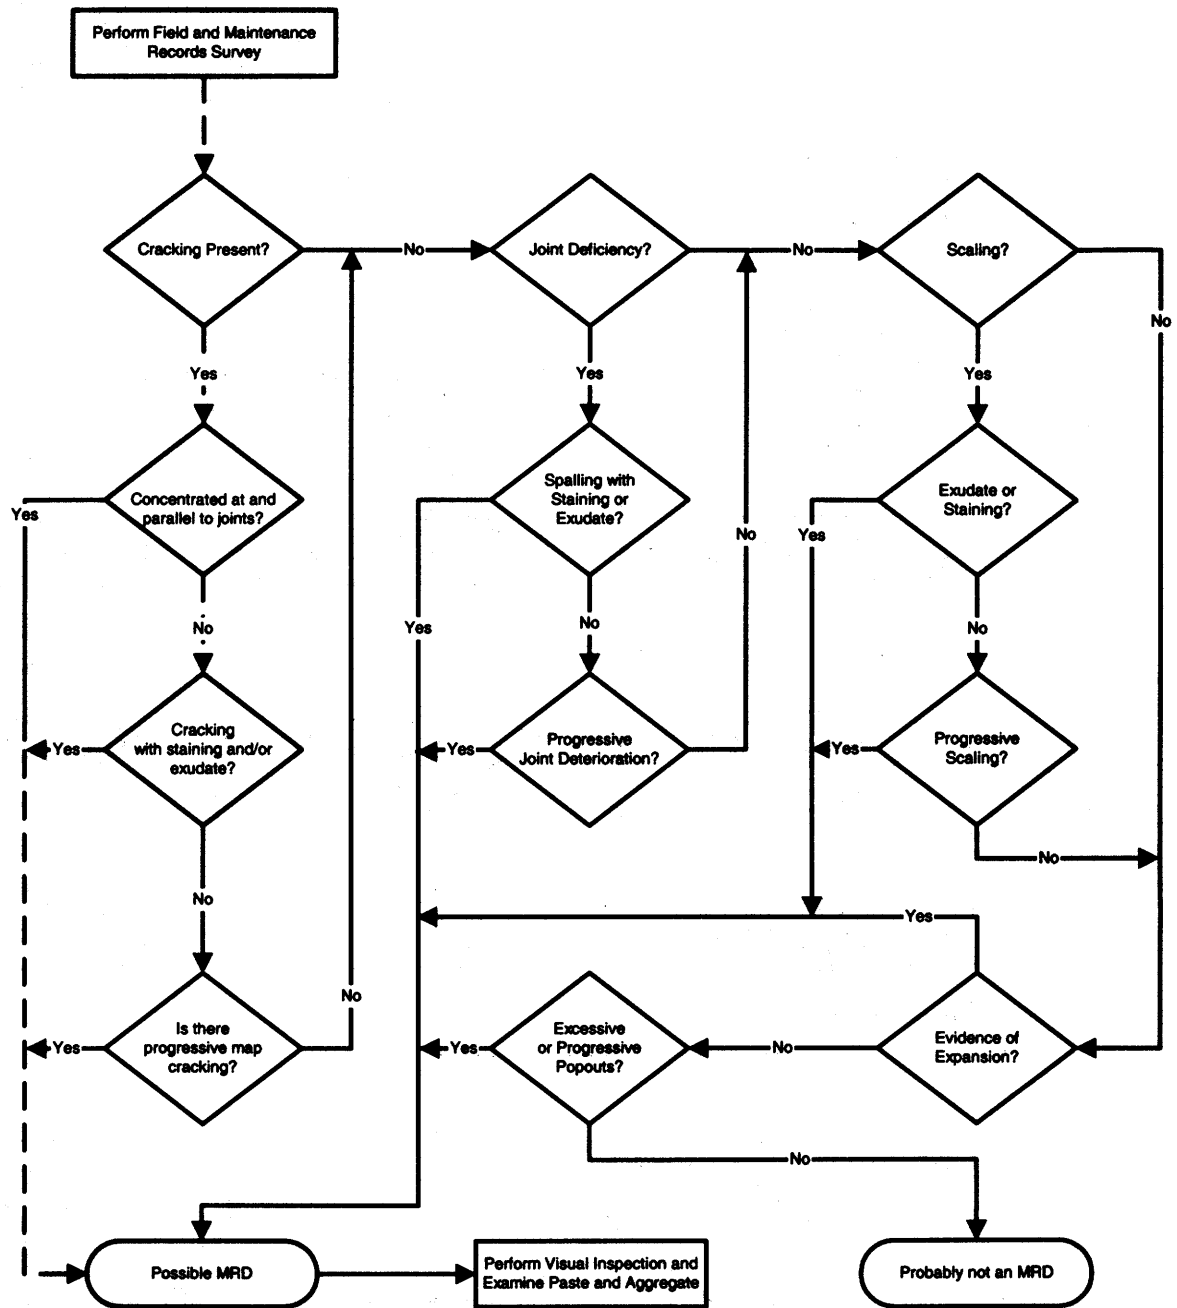 Perform Field and Maintenance
Records Survey
Cracking Present?
No
Joint Deficiency?
No
Scaling?
No
Yes
Yes
Yes
Concentrated at and
parallel to joints?
Yes
Spalling with
Staining or
Exudate?
Exudate or
Staining?
Yes
No
No
Yes
No
No
Cracking
with staining and/or
exudate?
Yes
Progressive
Joint Deterioration?
Yes
Progressive
Scaling?
Yes
No
No
Yes
No
Is there
progressive map
cracking?
Yes
Excessive
or Progressive
Popouts?
Yes
No
Evidence of
Expansion?
No
Possible MRD
Perform Visual Inspection and
Examine Paste and Aggregate
Probably not an MRD